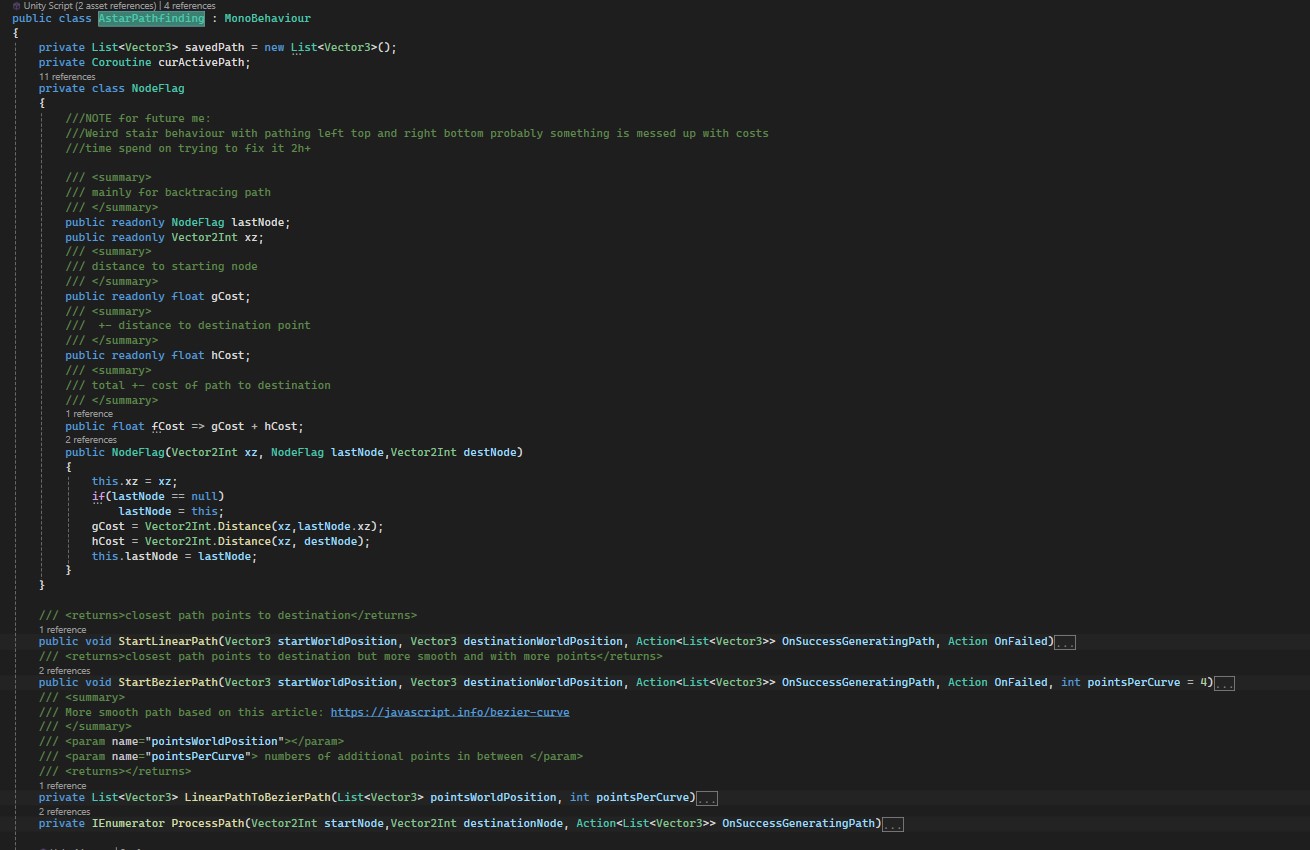 Unity Script (2 asset references) | 4 references
public class AstarPathfinding : MonoBehaviour
{
private List<Vector3> savedPath = new List<Vector3>();
private Coroutine curActivePath;
11 references
private class NodeFlag
{
///NOTE for future me:
///Weird stair behaviour with pathing left top and right bottom probably something is messed up with costs
///time spend on trying to fix it 2h+
/// <summary>
/// mainly for backtracing path
/// </summary>
public readonly NodeFlag lastNode;
public readonly Vector2Int xz;
/// <summary>
/// distance to starting node
/// </summary>
public readonly float gCost;
/// <summary>
///  +- distance to destination point
/// </summary>
public readonly float hCost;
/// <summary>
/// total +- cost of path to destination
/// </summary>
1 reference
public float fCost => gCost + hCost;
2 references
public NodeFlag(Vector2Int xz, NodeFlag lastNode,Vector2Int destNode)
{
this.xz = xz;
if(lastNode == null)
lastNode = this;
gCost = Vector2Int.Distance(xz,lastNode.xz);
hCost = Vector2Int.Distance(xz, destNode);
this.lastNode = lastNode;
}
}
/// <returns>closest path points to destination</returns>
1 reference
public void StartLinearPath(Vector3 startWorldPosition, Vector3 destinationWorldPosition, Action<List<Vector3>> OnSuccessGeneratingPath, Action OnFailed)...
/// <returns>closest path points to destination but more smooth and with more points</returns>
2 references
public void StartBezierPath(Vector3 startWorldPosition, Vector3 destinationWorldPosition, Action<List<Vector3>> OnSuccessGeneratingPath, Action OnFailed, int pointsPerCurve = 4)...
/// <summary>
/// More smooth path based on this article: https://javascript.info/bezier-curve
/// </summary>
/// <param name="pointsWorldPosition"></param>
/// <param name="pointsPerCurve"> numbers of additional points in between </param>
/// <returns></returns>
1 reference
private List<Vector3> LinearPathToBezierPath(List<Vector3> pointsWorldPosition, int pointsPerCurve)...
2 references
private IEnumerator ProcessPath(Vector2Int startNode,Vector2Int destinationNode, Action<List<Vector3>> OnSuccessGeneratingPath)...